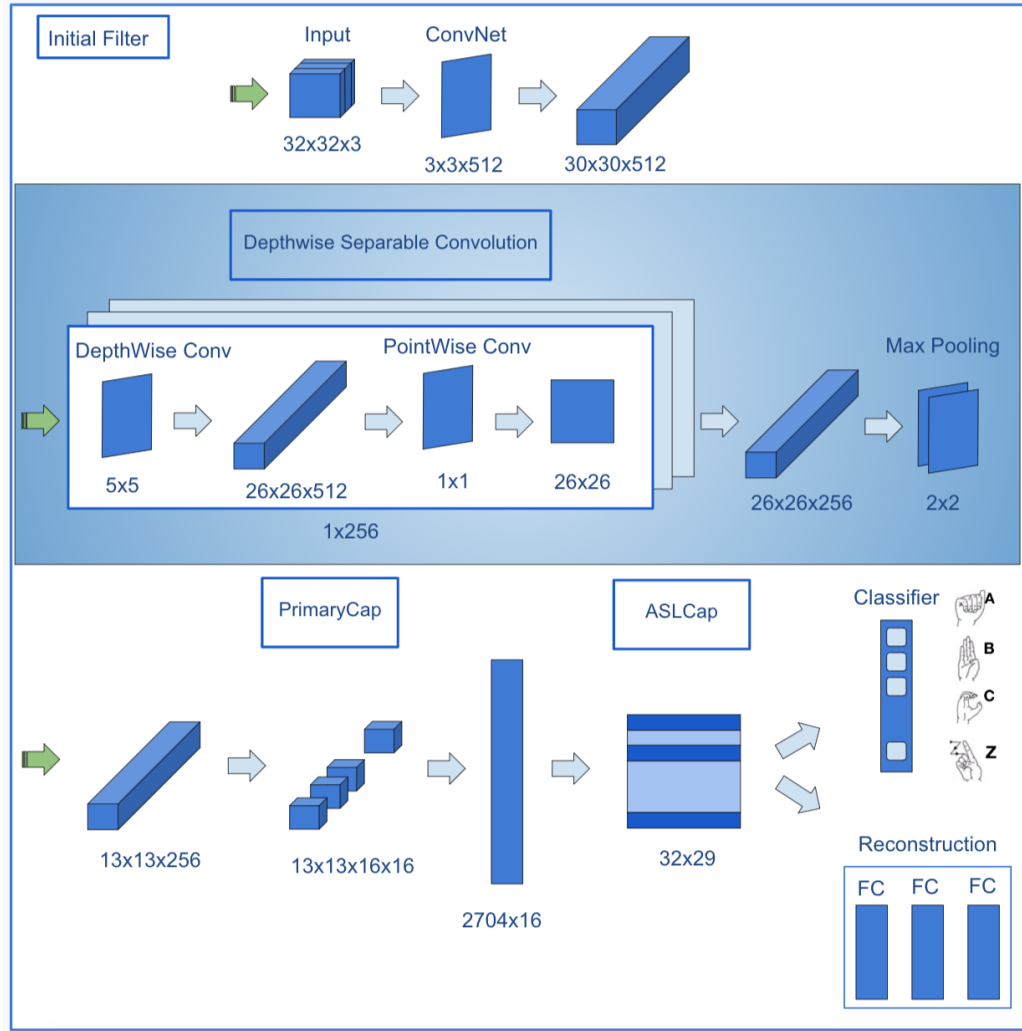 Initial Filter
Input
ConvNet
32x32x3
3x3x512
30x30x512
Depthwise Separable Convolution
DepthWise Conv
PointWise Conv
Max Pooling
5x5
26x26x512
1x1
26x26
26x26x256
2x2
1x256
PrimaryCap
ASLCap
Classifier
A
B
C
Z
13x13x256
13x13x16x16
2704x16
32x29
Reconstruction
FC
FC
FC